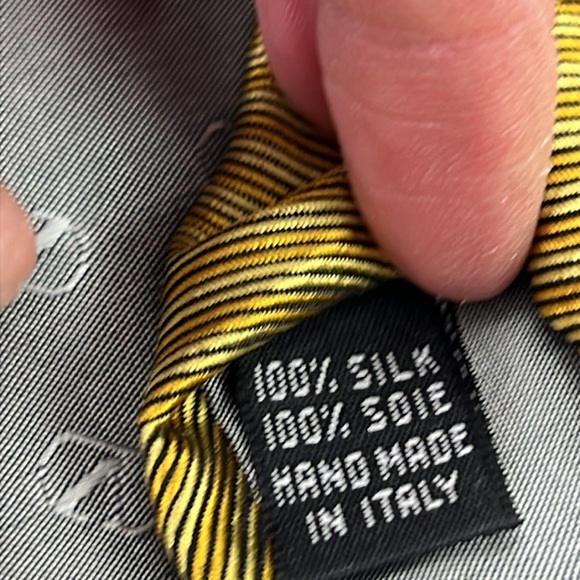 100% SILK
100% SOIE
HAND MADE
IN ITALY